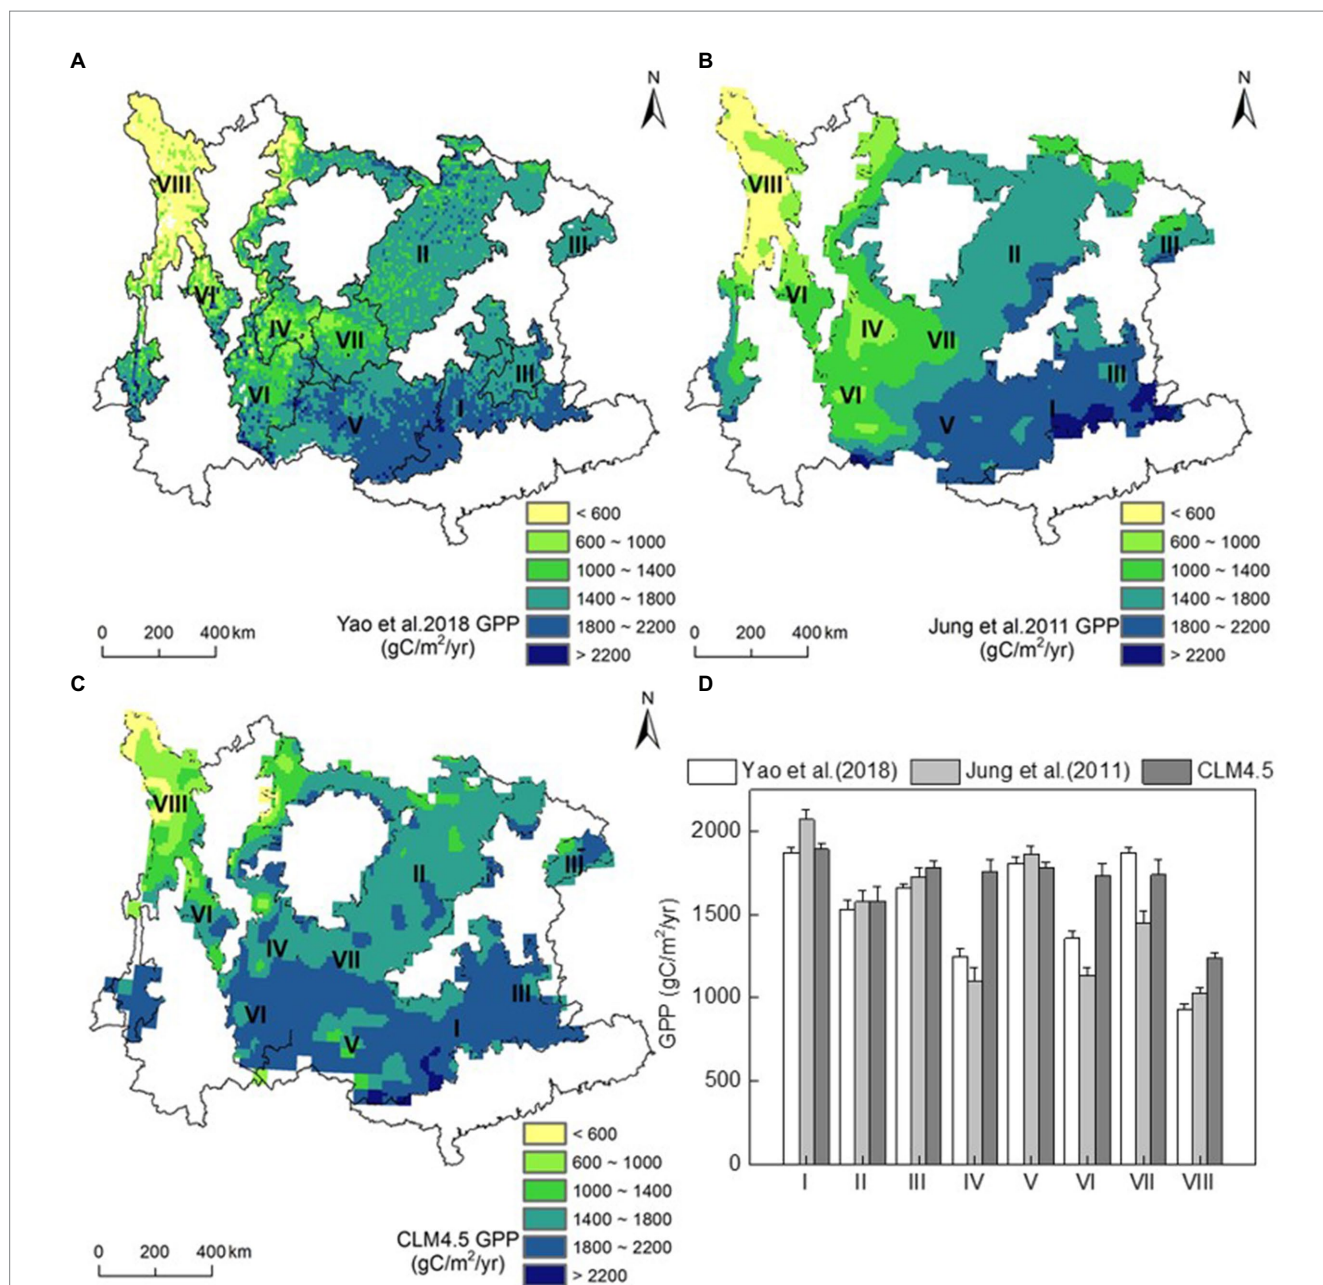 A
N
VIII
II
III
VI
IV
VII
III
VI
V
I
< 600
600 ~ 1000
1000 ~ 1400
1400 ~ 1800
1800 ~ 2200
> 2200
Yao et al.2018 GPP
(gC/m²/yr)
0 200 400 km
B
N
VIII
III
II
VI
IV
VII
III
VI
V
I
< 600
600 ~ 1000
1000 ~ 1400
1400 ~ 1800
1800 ~ 2200
> 2200
Jung et al.2011 GPP
(gC/m²/yr)
0 200 400 km
C
N
VIII
III
II
VI
IV
VII
III
VI
V
I
< 600
600 ~ 1000
1000 ~ 1400
1400 ~ 1800
1800 ~ 2200
> 2200
CLM4.5 GPP
(gC/m²/yr)
0 200 400 km
D
Yao et al.(2018) Jung et al.(2011) CLM4.5
GPP (gC/m²/yr)
2000
1500
1000
500
0
I II III IV V VI VII VIII